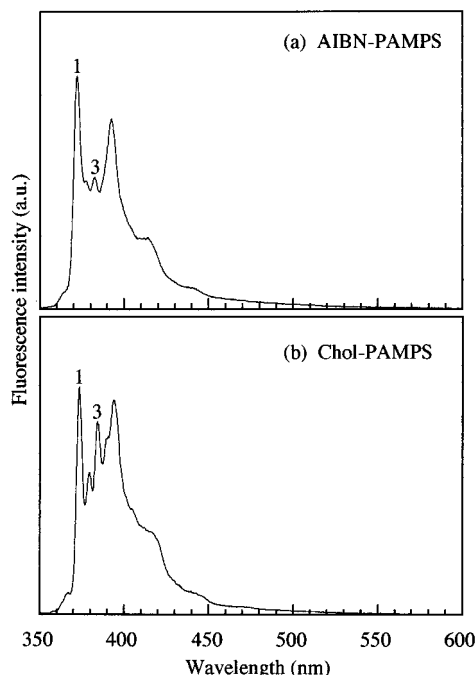 (a) AIBN-PAMPS
1
3
Fluorescence intensity (a.u.)
(b) Chol-PAMPS
1
3
350 400 450 500 550 600
Wavelength (nm)